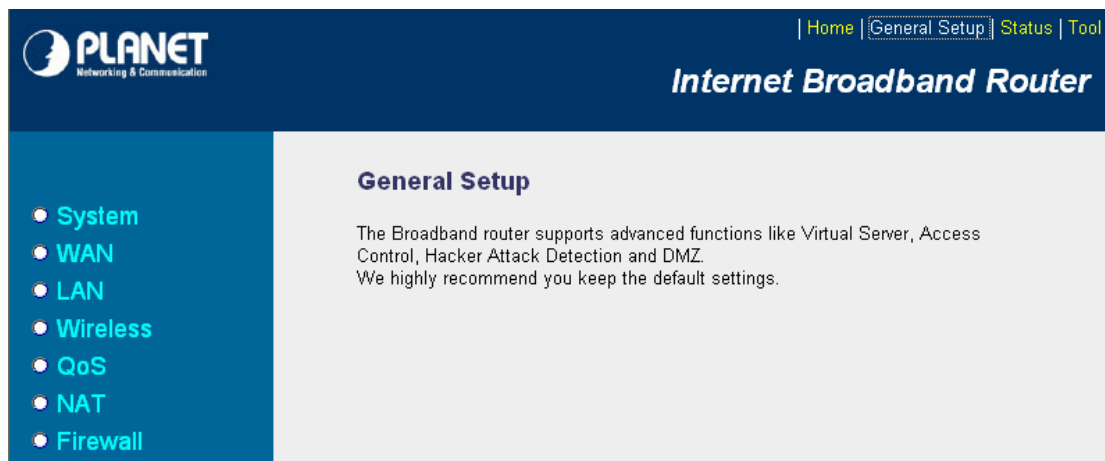 PLANET
Networking & Communication
| Home | General Setup | Status | Tool
Internet Broadband Router
System
WAN
LAN
Wireless
QoS
NAT
Firewall
General Setup
The Broadband router supports advanced functions like Virtual Server, Access
Control, Hacker Attack Detection and DMZ.
We highly recommend you keep the default settings.